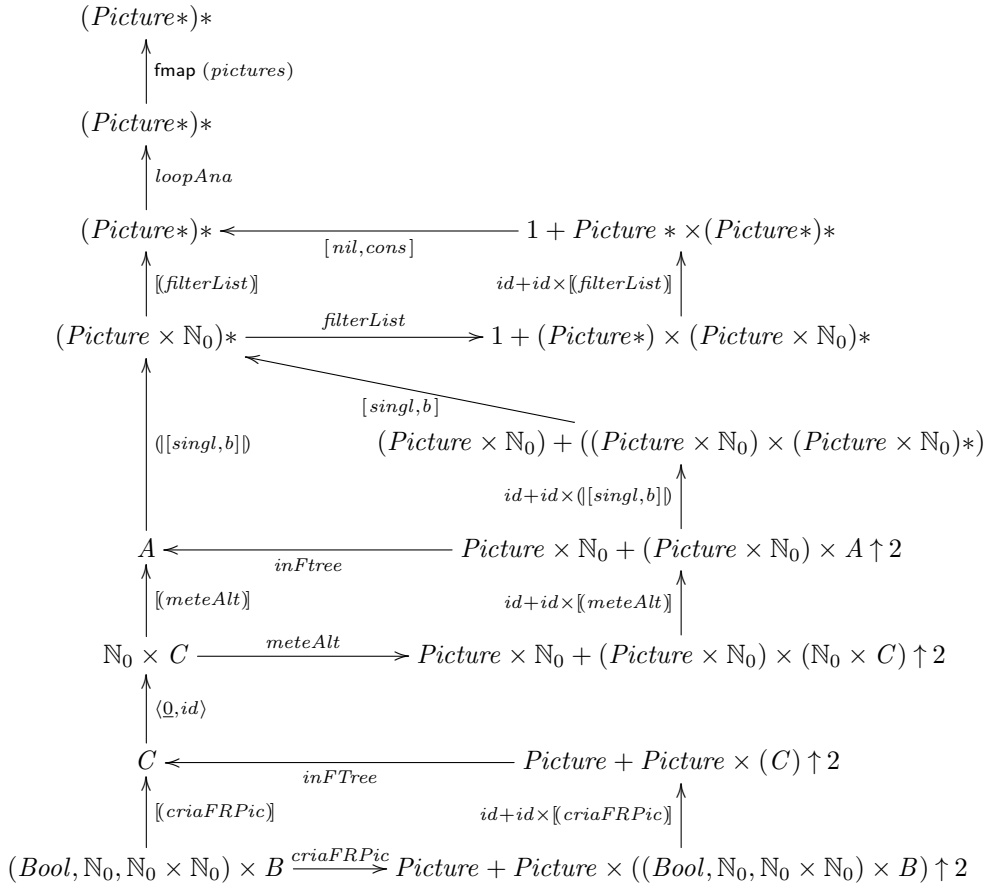 (Picture∗)∗
fmap (pictures)
(Picture∗)∗
loopAna
(Picture∗)∗ 1 + Picture ∗ ×(Picture∗)∗
[nil,cons]
[(filterList)] id+id×[(filterList)]
filterList
(Picture × ℕ₀)∗ 1 + (Picture∗) × (Picture × ℕ₀)∗
[singl,b]
(|[singl,b]|) (Picture × ℕ₀) + ((Picture × ℕ₀) × (Picture × ℕ₀)∗)
id+id×(|[singl,b]|)
A Picture × ℕ₀ + (Picture × ℕ₀) × A ↑ 2
inFtree
[(meteAlt)] id+id×[(meteAlt)]
meteAlt
ℕ₀ × C Picture × ℕ₀ + (Picture × ℕ₀) × (ℕ₀ × C) ↑ 2
⟨0̲,id⟩
C Picture + Picture × (C) ↑ 2
inFTree
[(criaFRPic)] id+id×[(criaFRPic)]
criaFRPic
(Bool, ℕ₀, ℕ₀ × ℕ₀) × B Picture + Picture × ((Bool, ℕ₀, ℕ₀ × ℕ₀) × B) ↑ 2